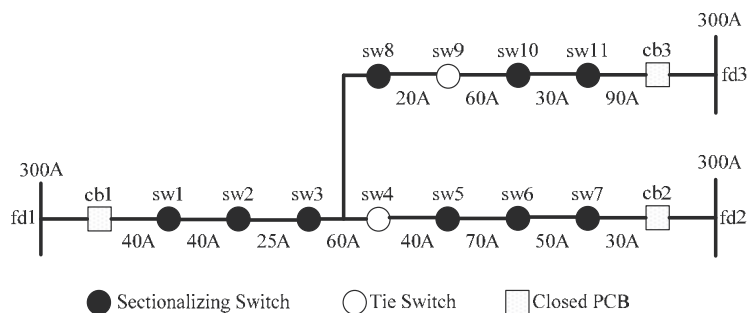 300A
sw8 sw9 sw10 sw11 cb3
fd3
20A 60A 30A 90A
300A
300A
cb1 sw1 sw2 sw3 sw4 sw5 sw6 sw7 cb2
fd1
fd2
40A 40A 25A 60A 40A 70A 50A 30A
Sectionalizing Switch Tie Switch Closed PCB